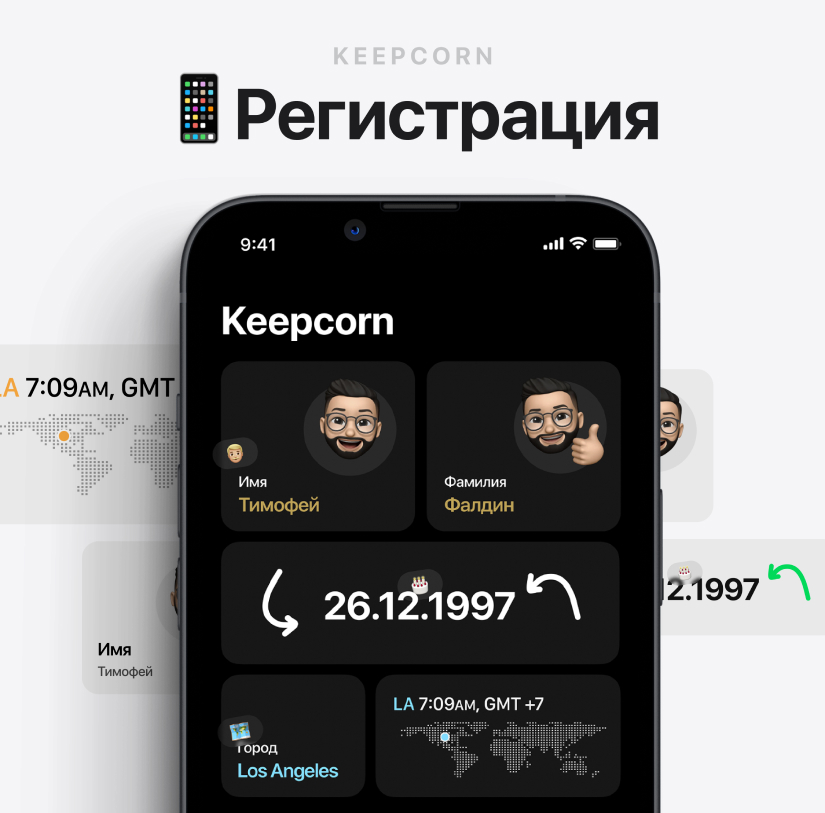 KEEPCORN
Регистрация
9:41
Keepcorn
LA 7:09AM, GMT
Имя
Тимофей
Фамилия
Фалдин
26.12.1997
2.1997
Имя
Тимофей
LA 7:09AM, GMT +7
Город
Los Angeles